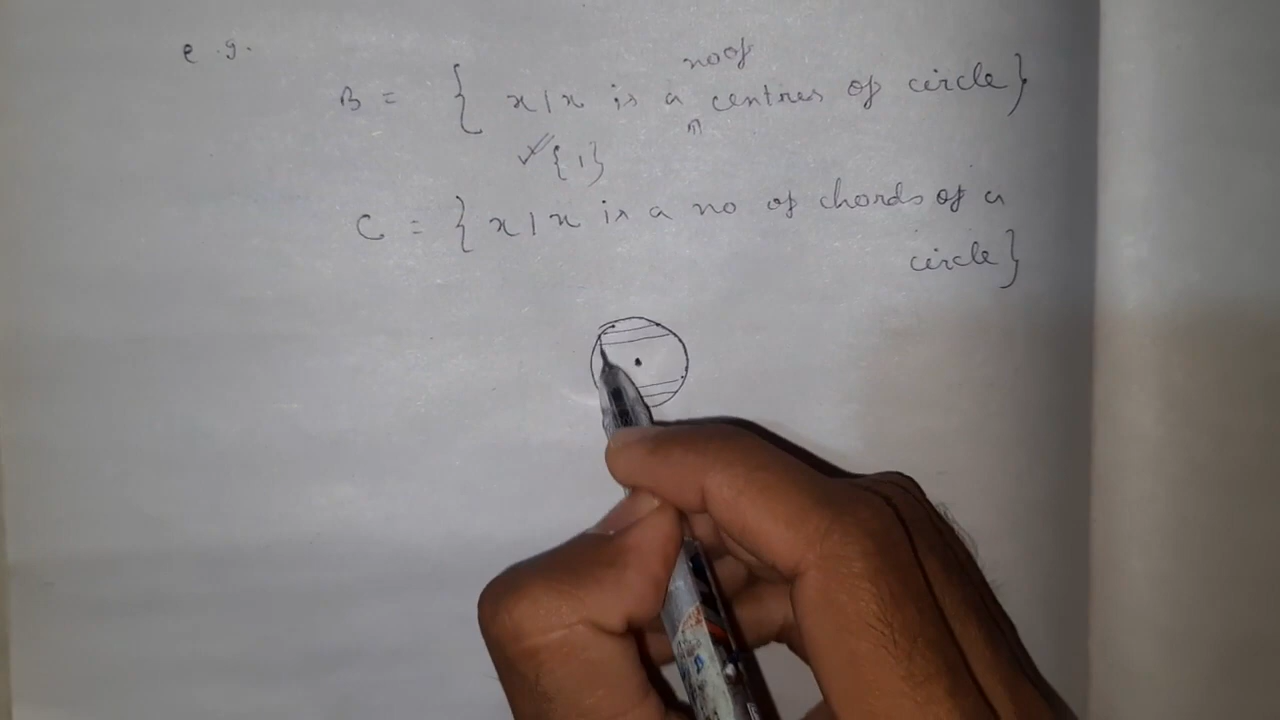 e.g.
no of
B = { x | x is a centres of circle}
✓{1}
C = { x | x is a no of chords of a
circle}